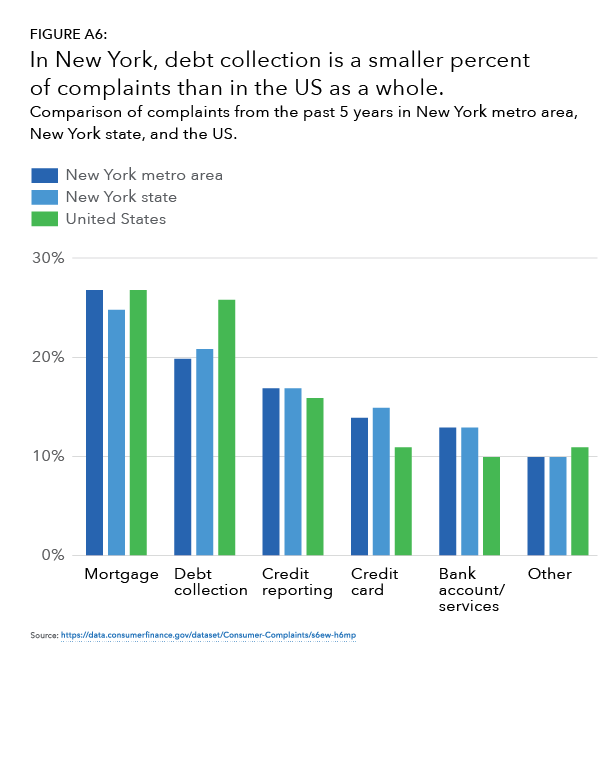 FIGURE A6:
In New York, debt collection is a smaller percent
of complaints than in the US as a whole.
Comparison of complaints from the past 5 years in New York metro area,
New York state, and the US.
New York metro area
New York state
United States
30%
20%
10%
0%
Mortgage
Debt
collection
Credit
reporting
Credit
card
Bank
account/
services
Other
Source: https://data.consumerfinance.gov/dataset/Consumer-Complaints/s6ew-h6mp